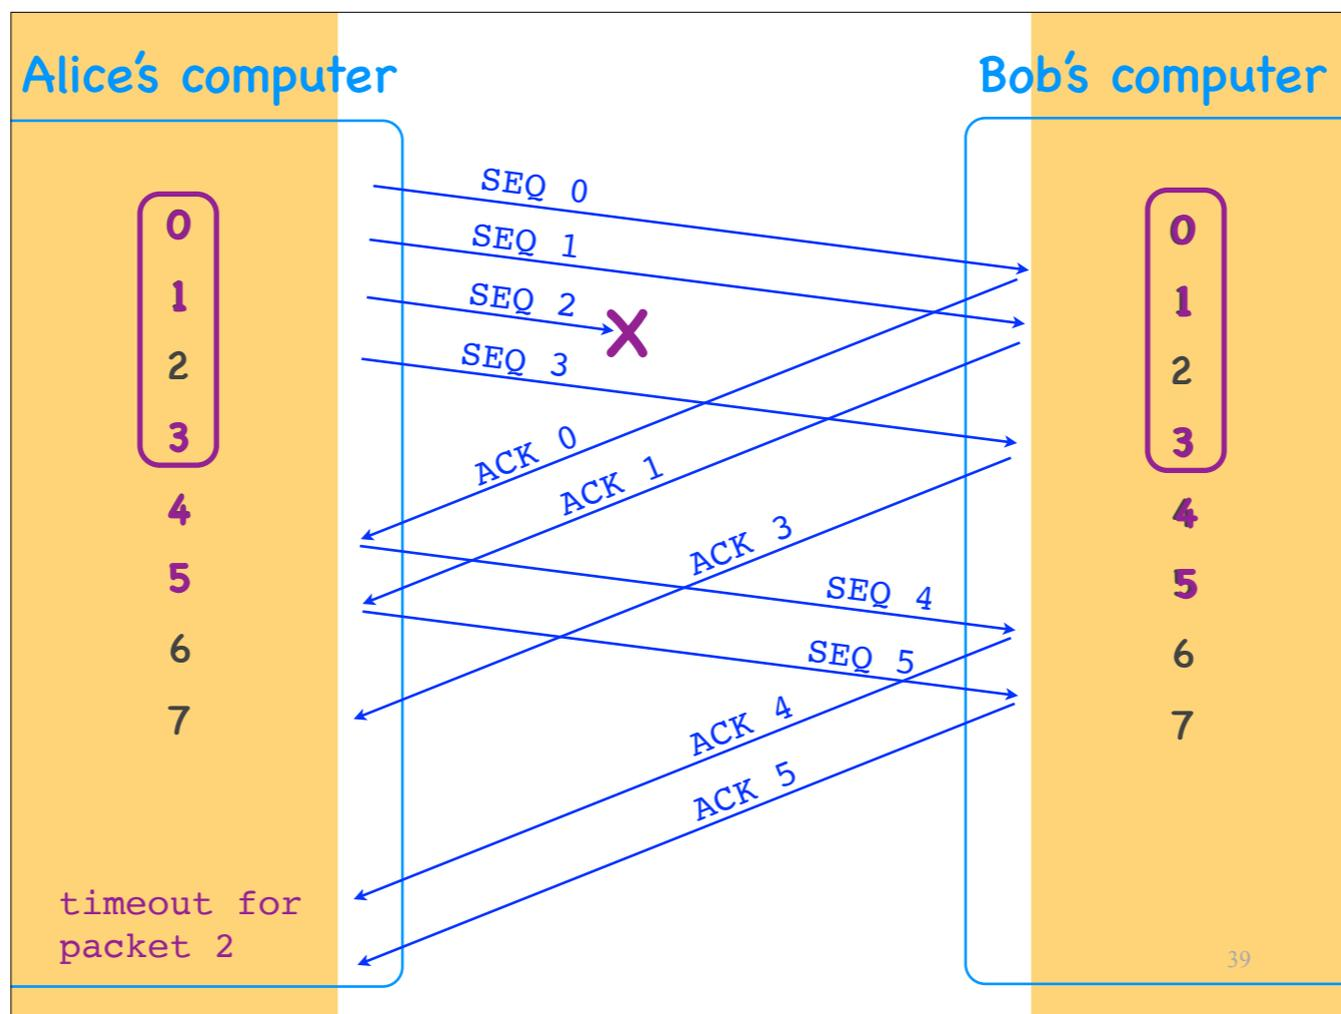 Alice's computer
Bob's computer
SEQ 0
SEQ 1
SEQ 2
SEQ 3
ACK 0
ACK 1
ACK 3
SEQ 4
SEQ 5
ACK 4
ACK 5
0
1
2
3
4
5
6
7
0
1
2
3
4
5
6
7
timeout for
packet 2
39